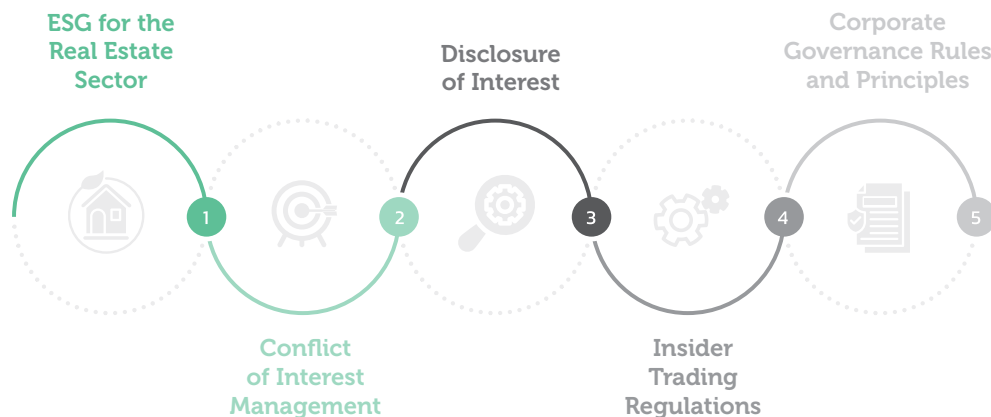 ESG for the
Real Estate
Sector
1
Conflict
of Interest
Management
2
Disclosure
of Interest
3
Insider
Trading
Regulations
4
Corporate
Governance Rules
and Principles
5